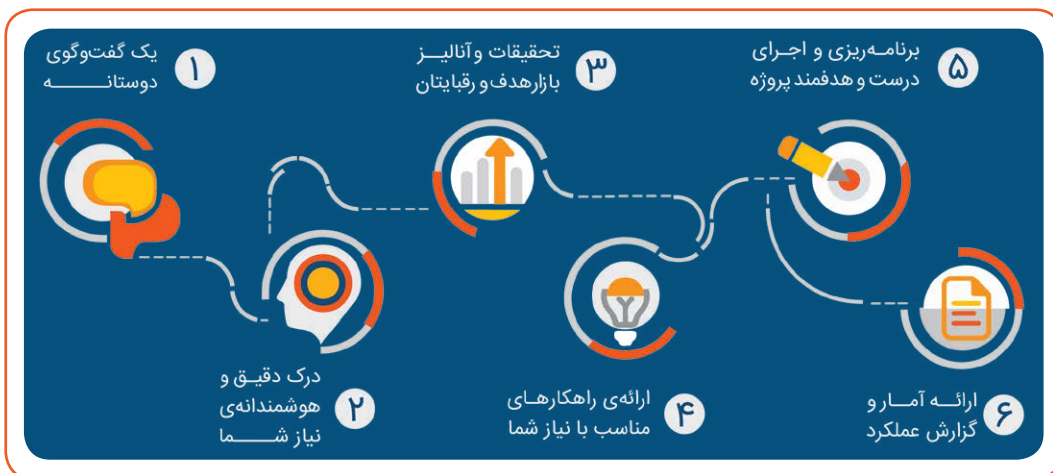 ۱
یک گفت‌وگوی
دوستانه
۲
درک دقیق و
هوشمندانه‌ی
نیاز شما
۳
تحقیقات و آنالیز
بازار هدف و رقبایتان
۴
ارائه‌ی راهکارهای
مناسب با نیاز شما
۵
برنامه‌ریزی و اجرای
درست و هدفمند پروژه
۶
ارائه آمار و
گزارش عملکرد